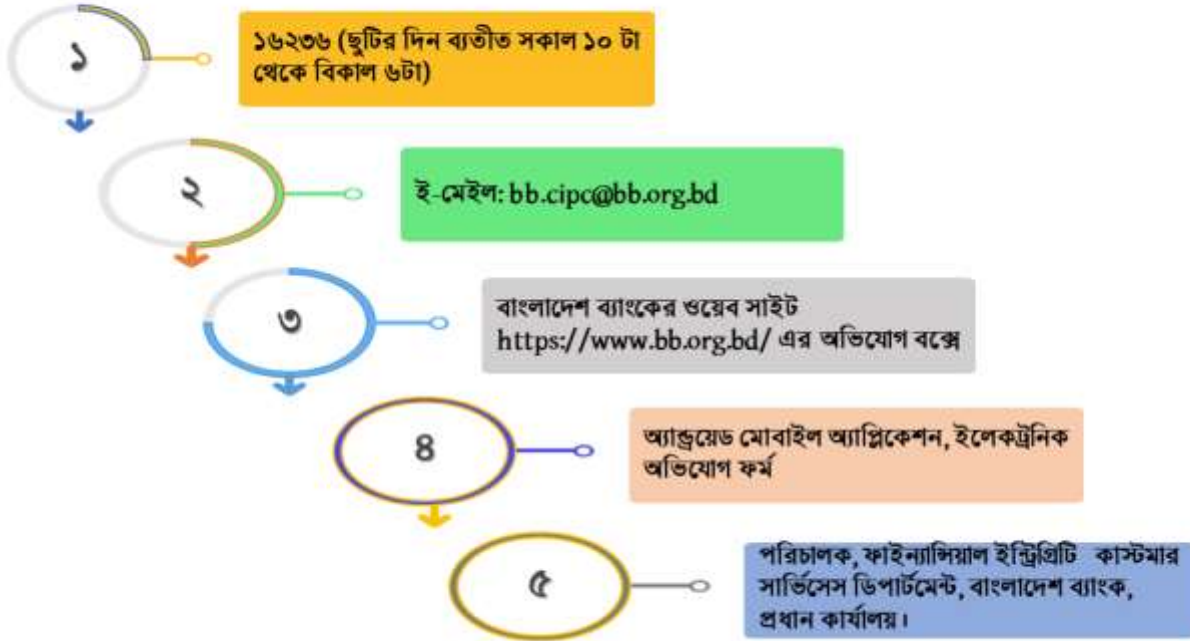 ১
১৬২৩৬ (ছুটির দিন ব্যতীত সকাল ১০ টা
থেকে বিকাল ৬টা)
২
ই-মেইল: bb.cipc@bb.org.bd
৩
বাংলাদেশ ব্যাংকের ওয়েব সাইট
https://www.bb.org.bd/ এর অভিযোগ বক্সে
৪
অ্যান্ড্রয়েড মোবাইল অ্যাপ্লিকেশন, ইলেকট্রনিক
অভিযোগ ফর্ম
৫
পরিচালক, ফাইন্যান্সিয়াল ইন্ট্রিগ্রিটি কাস্টমার
সার্ভিসেস ডিপার্টমেন্ট, বাংলাদেশ ব্যাংক,
প্রধান কার্যালয়।